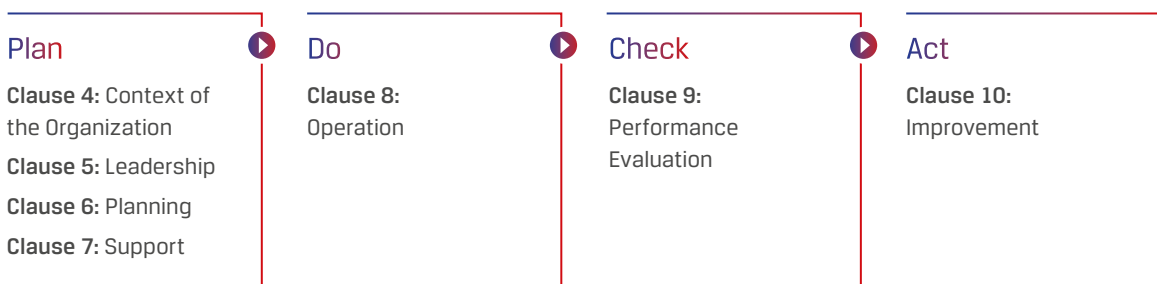 Plan
Clause 4: Context of
the Organization
Clause 5: Leadership
Clause 6: Planning
Clause 7: Support
Do
Clause 8:
Operation
Check
Clause 9:
Performance
Evaluation
Act
Clause 10:
Improvement